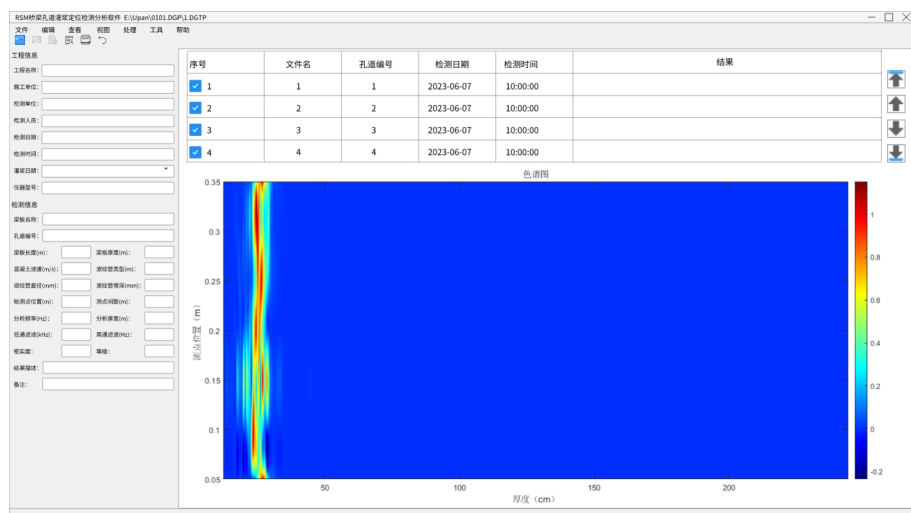 RSM桥梁孔道灌浆定位检测分析软件 E:\Upan\0101.DGP\1.DGTP
文件 编辑 查看 视图 处理 工具 帮助
工程信息
工程名称:
施工单位:
检测单位:
检测人员:
检测日期:
检测时间:
灌浆日期:
仪器型号:
检测信息
梁板名称:
孔道编号:
梁板长度(m): 梁板厚度(m):
混凝土波速(m/s): 波纹管类型(m):
波纹管直径(mm): 波纹管埋深(mm):
检测点位置(m): 测点间距(m):
分析频率(Hz): 分析厚度(m):
低通滤波(kHz): 高通滤波(Hz):
密实度: 等级:
结果描述:
备注:
序号 文件名 孔道编号 检测日期 检测时间 结果
1 1 1 2023-06-07 10:00:00
2 2 2 2023-06-07 10:00:00
3 3 3 2023-06-07 10:00:00
4 4 4 2023-06-07 10:00:00
色谱图
0.35
0.3
0.25
0.2
0.15
0.1
0.05
测点位置（m）
50 100 150 200
厚度（cm）
1
0.8
0.6
0.4
0.2
0
-0.2